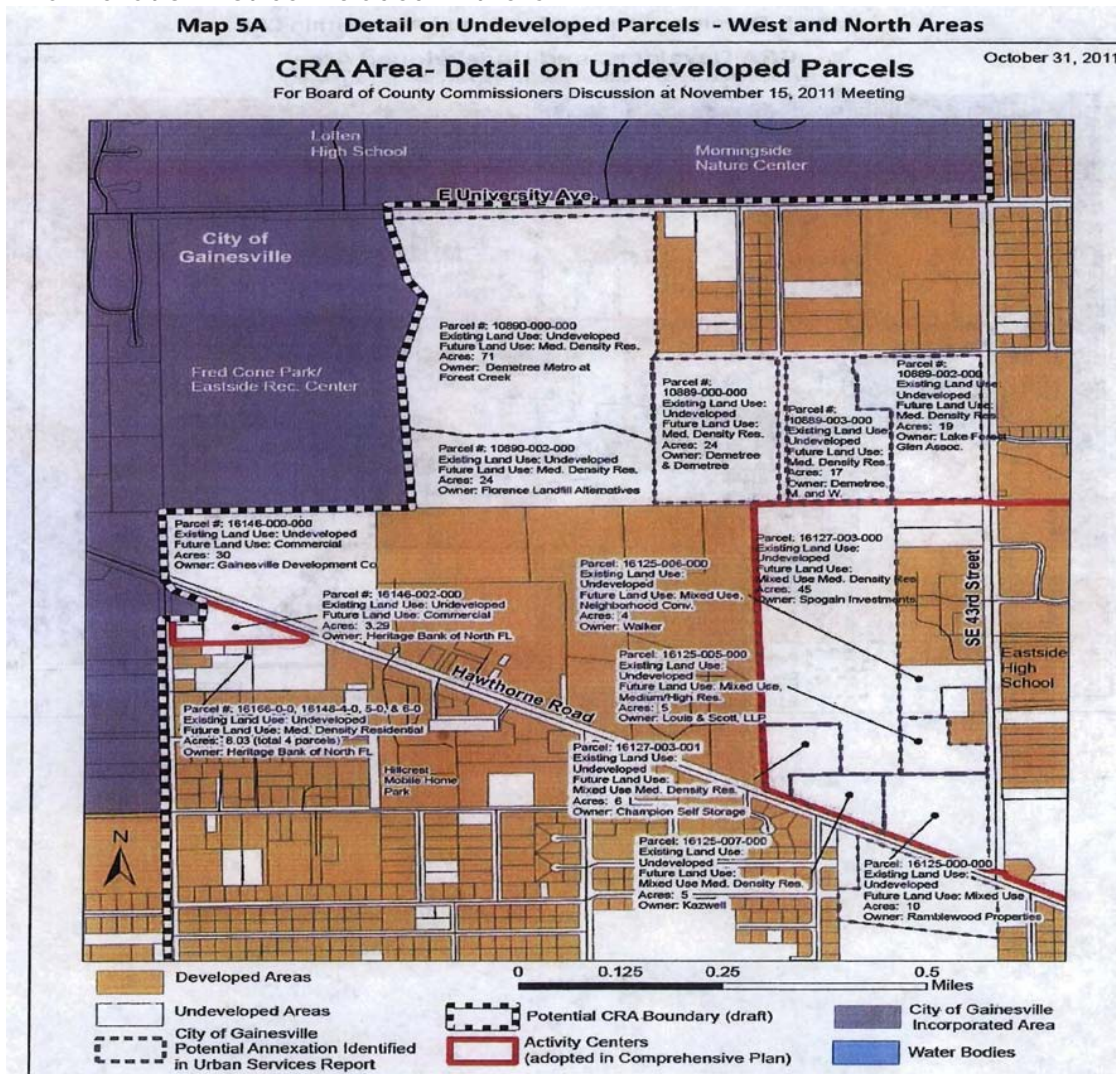 Map 5A Detail on Undeveloped Parcels - West and North Areas
October 31, 2011
CRA Area- Detail on Undeveloped Parcels
For Board of County Commissioners Discussion at November 15, 2011 Meeting
Loften
High School
Morningside
Nature Center
E University Ave.
City of
Gainesville
Fred Cone Park/
Eastside Rec. Center
Parcel #: 10890-000-000
Existing Land Use: Undeveloped
Future Land Use: Med. Density Res.
Acres: 71
Owner: Demetree Metro at
Forest Creek
Parcel #: 10890-002-000
Existing Land Use: Undeveloped
Future Land Use: Med. Density Res.
Acres: 24
Owner: Florence Landfill Alternatives
Parcel #:
10889-000-000
Existing Land Use:
Undeveloped
Future Land Use:
Med. Density Res.
Acres: 24
Owner: Demetree
& Demetree
Parcel #:
10889-003-000
Existing Land Use:
Undeveloped
Future Land Use:
Med. Density Res
Acres: 17
Owner: Demetree,
M. and W.
Parcel #:
10889-002-000
Existing Land Use:
Undeveloped
Future Land Use:
Med. Density Res
Acres: 19
Owner: Lake Forest
Glen Assoc.
Parcel #: 16146-000-000
Existing Land Use: Undeveloped
Future Land Use: Commercial
Acres: 30
Owner: Gainesville Development Co
Parcel #: 16146-002-000
Existing Land Use: Undeveloped
Future Land Use: Commercial
Acres: 3.29
Owner: Heritage Bank of North FL
Parcel #: 16166-0-0, 16148-4-0, 5-0, & 6-0
Existing Land Use: Undeveloped
Future Land Use: Med. Density Residential
Acres: 8.03 (total 4 parcels)
Owner: Heritage Bank of North FL
Hawthorne Road
Hillcrest
Mobile Home
Park
Parcel: 16125-006-000
Existing Land Use:
Undeveloped
Future Land Use: Mixed Use,
Neighborhood Conv.
Acres: 4
Owner: Walker
Parcel: 16127-003-000
Existing Land Use:
Undeveloped
Future Land Use:
Mixed Use Med. Density Res
Acres: 45
Owner: Spogain Investments
Parcel: 16125-005-000
Existing Land Use:
Undeveloped
Future Land Use: Mixed Use,
Medium/High Res.
Acres: 5
Owner: Louis & Scott, LLP
SE 43rd Street
Eastside
High
School
Parcel: 16127-003-001
Existing Land Use:
Undeveloped
Future Land Use:
Mixed Use Med. Density Res.
Acres: 6
Owner: Champion Self Storage
Parcel: 16125-007-000
Existing Land Use:
Undeveloped
Future Land Use:
Mixed Use Med. Density Res.
Acres: 5
Owner: Kazwell
Parcel: 16125-000-000
Existing Land Use:
Undeveloped
Future Land Use: Mixed Use
Acres: 10
Owner: Ramblewood Properties
N
Developed Areas
Undeveloped Areas
City of Gainesville
Potential Annexation Identified
in Urban Services Report
0 0.125 0.25 0.5
Miles
Potential CRA Boundary (draft)
Activity Centers
(adopted in Comprehensive Plan)
City of Gainesville
Incorporated Area
Water Bodies